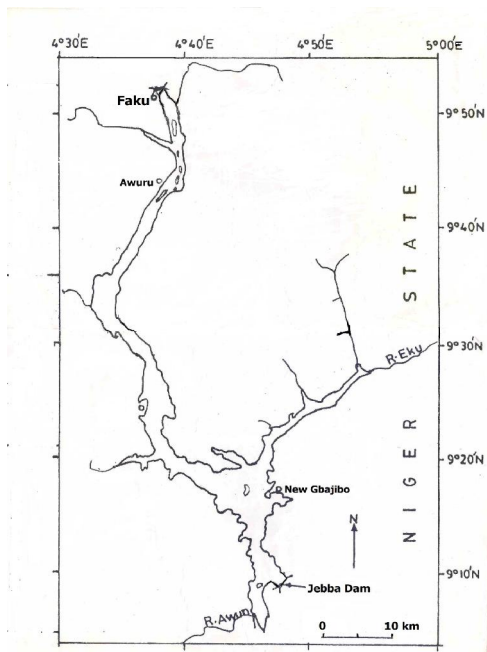 4°30'E
4°40'E
4°50'E
5°00'E
Faku
9°50'N
Awuru
9°40'N
NIGER STATE
9°30'N
R.Eku
9°20'N
New Gbajibo
N
9°10'N
Jebba Dam
R.Awun
0 10 km